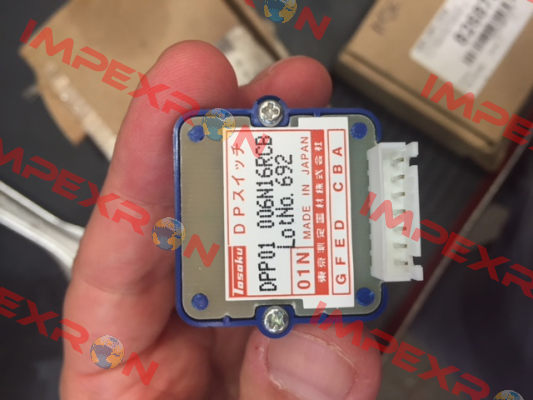 Tosoku DPスイッチ
DPP01 006N16RCB
LotNo. 692
01N MADE IN JAPAN
東京測定器材株式会社
GFED CBA
IMPEXRON
IMPEXRON
IMPEXRON
IMPEXRON
IMPEXRON